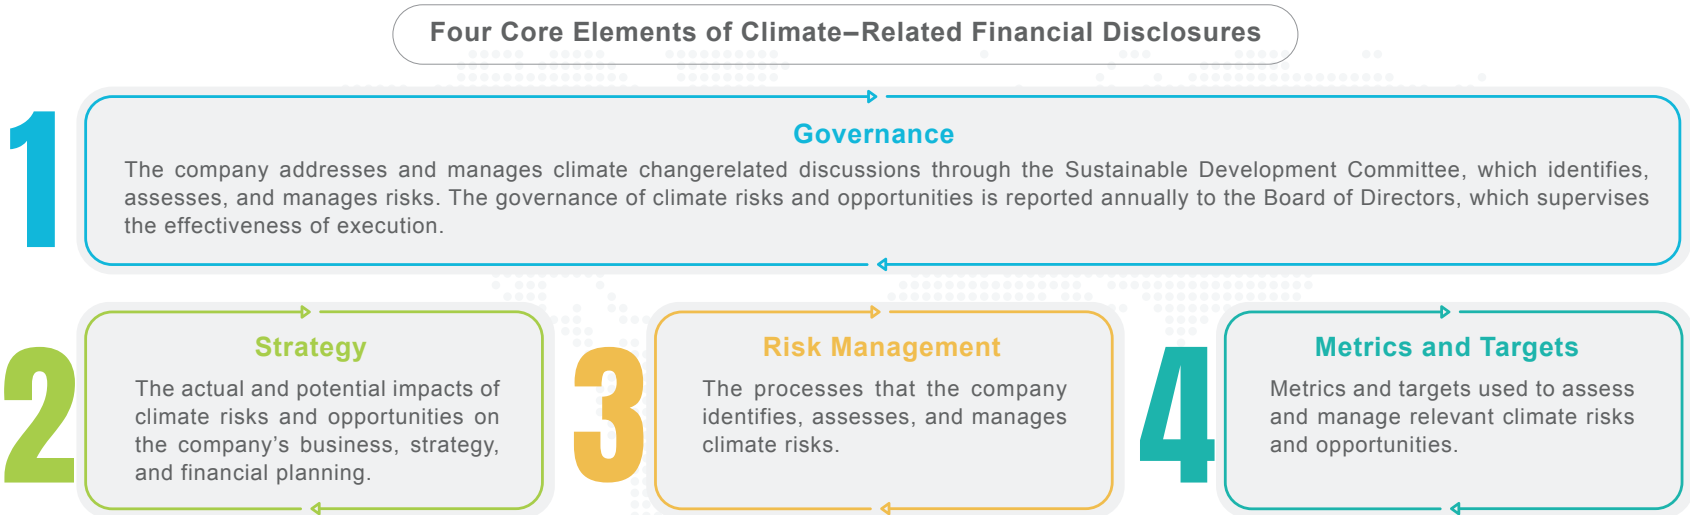 Four Core Elements of Climate–Related Financial Disclosures
1
Governance
The company addresses and manages climate changerelated discussions through the Sustainable Development Committee, which identifies,
assesses, and manages risks. The governance of climate risks and opportunities is reported annually to the Board of Directors, which supervises
the effectiveness of execution.
2
Strategy
The actual and potential impacts of
climate risks and opportunities on
the company's business, strategy,
and financial planning.
3
Risk Management
The processes that the company
identifies, assesses, and manages
climate risks.
4
Metrics and Targets
Metrics and targets used to assess
and manage relevant climate risks
and opportunities.